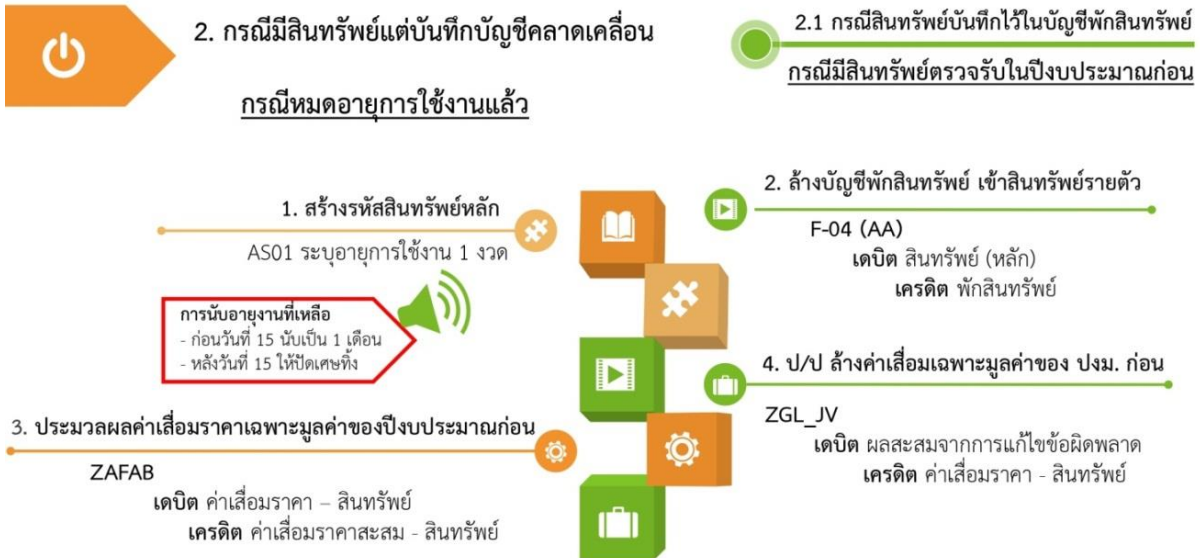 2. กรณีมีสินทรัพย์แต่บันทึกบัญชีคลาดเคลื่อน
กรณีหมดอายุการใช้งานแล้ว
2.1 กรณีสินทรัพย์บันทึกไว้ในบัญชีพักสินทรัพย์
กรณีมีสินทรัพย์ตรวจรับในปีงบประมาณก่อน
1. สร้างรหัสสินทรัพย์หลัก
AS01 ระบุอายุการใช้งาน 1 งวด
การนับอายุงานที่เหลือ
- ก่อนวันที่ 15 นับเป็น 1 เดือน
- หลังวันที่ 15 ให้ปัดเศษทิ้ง
2. ล้างบัญชีพักสินทรัพย์ เข้าสินทรัพย์รายตัว
F-04 (AA)
เดบิต สินทรัพย์ (หลัก)
เครดิต พักสินทรัพย์
3. ประมวลผลค่าเสื่อมราคาเฉพาะมูลค่าของปีงบประมาณก่อน
ZAFAB
เดบิต ค่าเสื่อมราคา – สินทรัพย์
เครดิต ค่าเสื่อมราคาสะสม - สินทรัพย์
4. ป/ป ล้างค่าเสื่อมเฉพาะมูลค่าของ ปงม. ก่อน
ZGL_JV
เดบิต ผลสะสมจากการแก้ไขข้อผิดพลาด
เครดิต ค่าเสื่อมราคา - สินทรัพย์